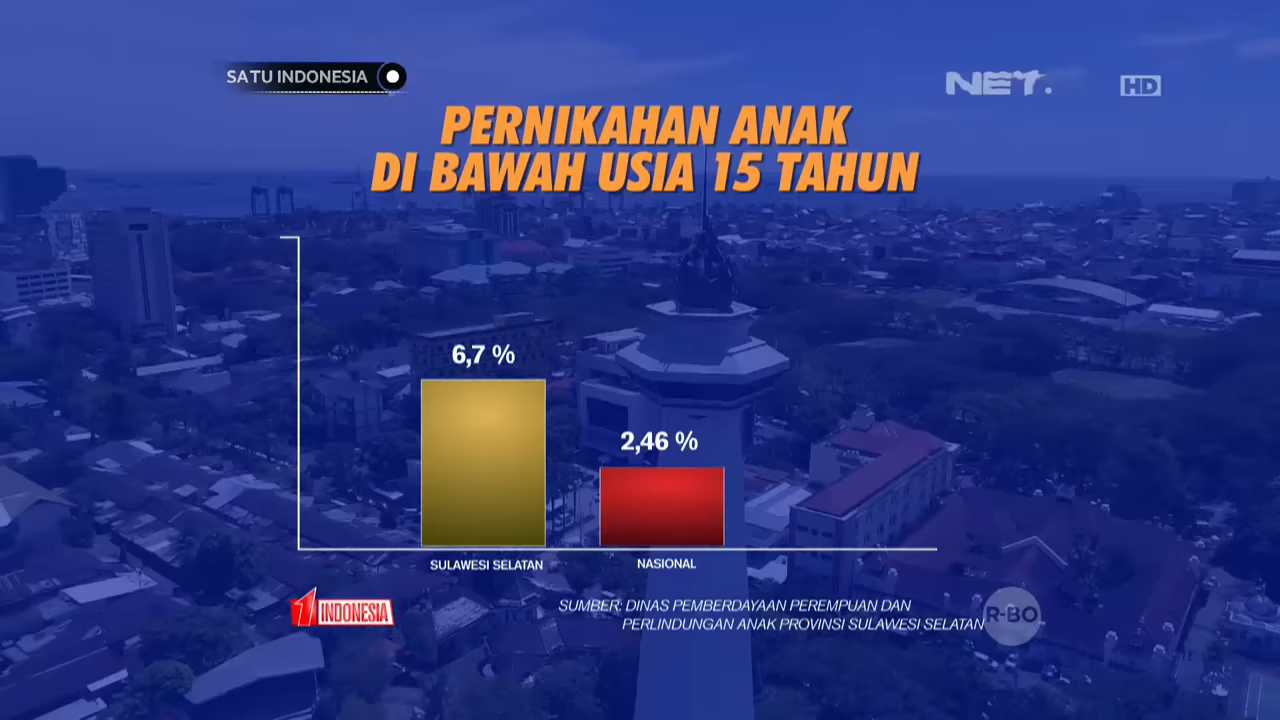 SATU INDONESIA
NET.
HD
PERNIKAHAN ANAK
DI BAWAH USIA 15 TAHUN
6,7 %
2,46 %
SULAWESI SELATAN
NASIONAL
1 INDONESIA
SUMBER: DINAS PEMBERDAYAAN PEREMPUAN DAN
PERLINDUNGAN ANAK PROVINSI SULAWESI SELATAN
R-BO